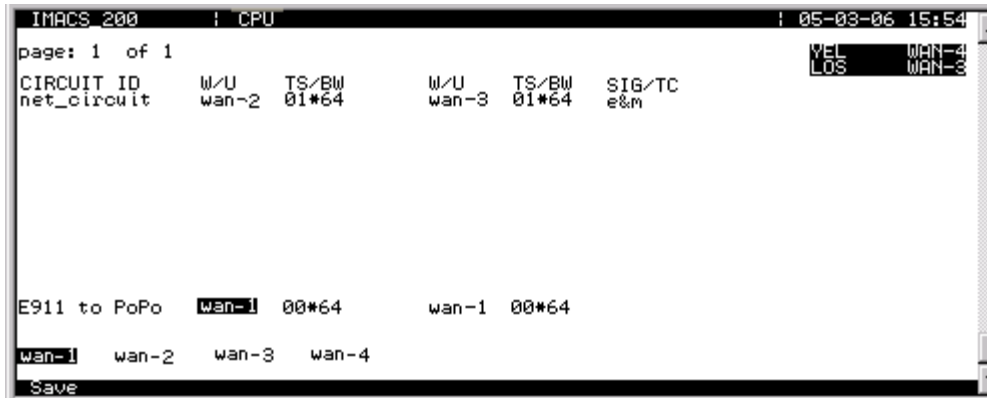 IMACS_200 | CPU | 05-03-06 15:54
page: 1 of 1 YEL WAN-4
LOS WAN-3
CIRCUIT ID W/U TS/BW W/U TS/BW SIG/TC
net_circuit wan-2 01*64 wan-3 01*64 e&m
E911 to PoPo wan-1 00*64 wan-1 00*64
wan-1 wan-2 wan-3 wan-4
Save